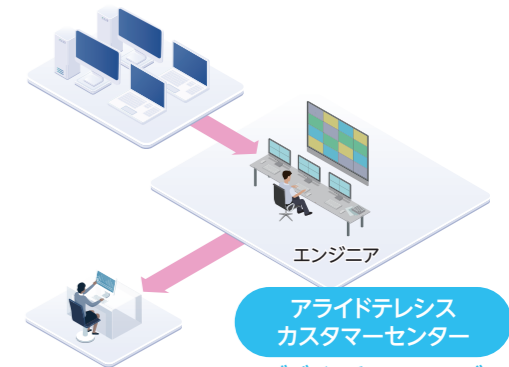 エンジニア
アライドテレシス
カスタマーセンター